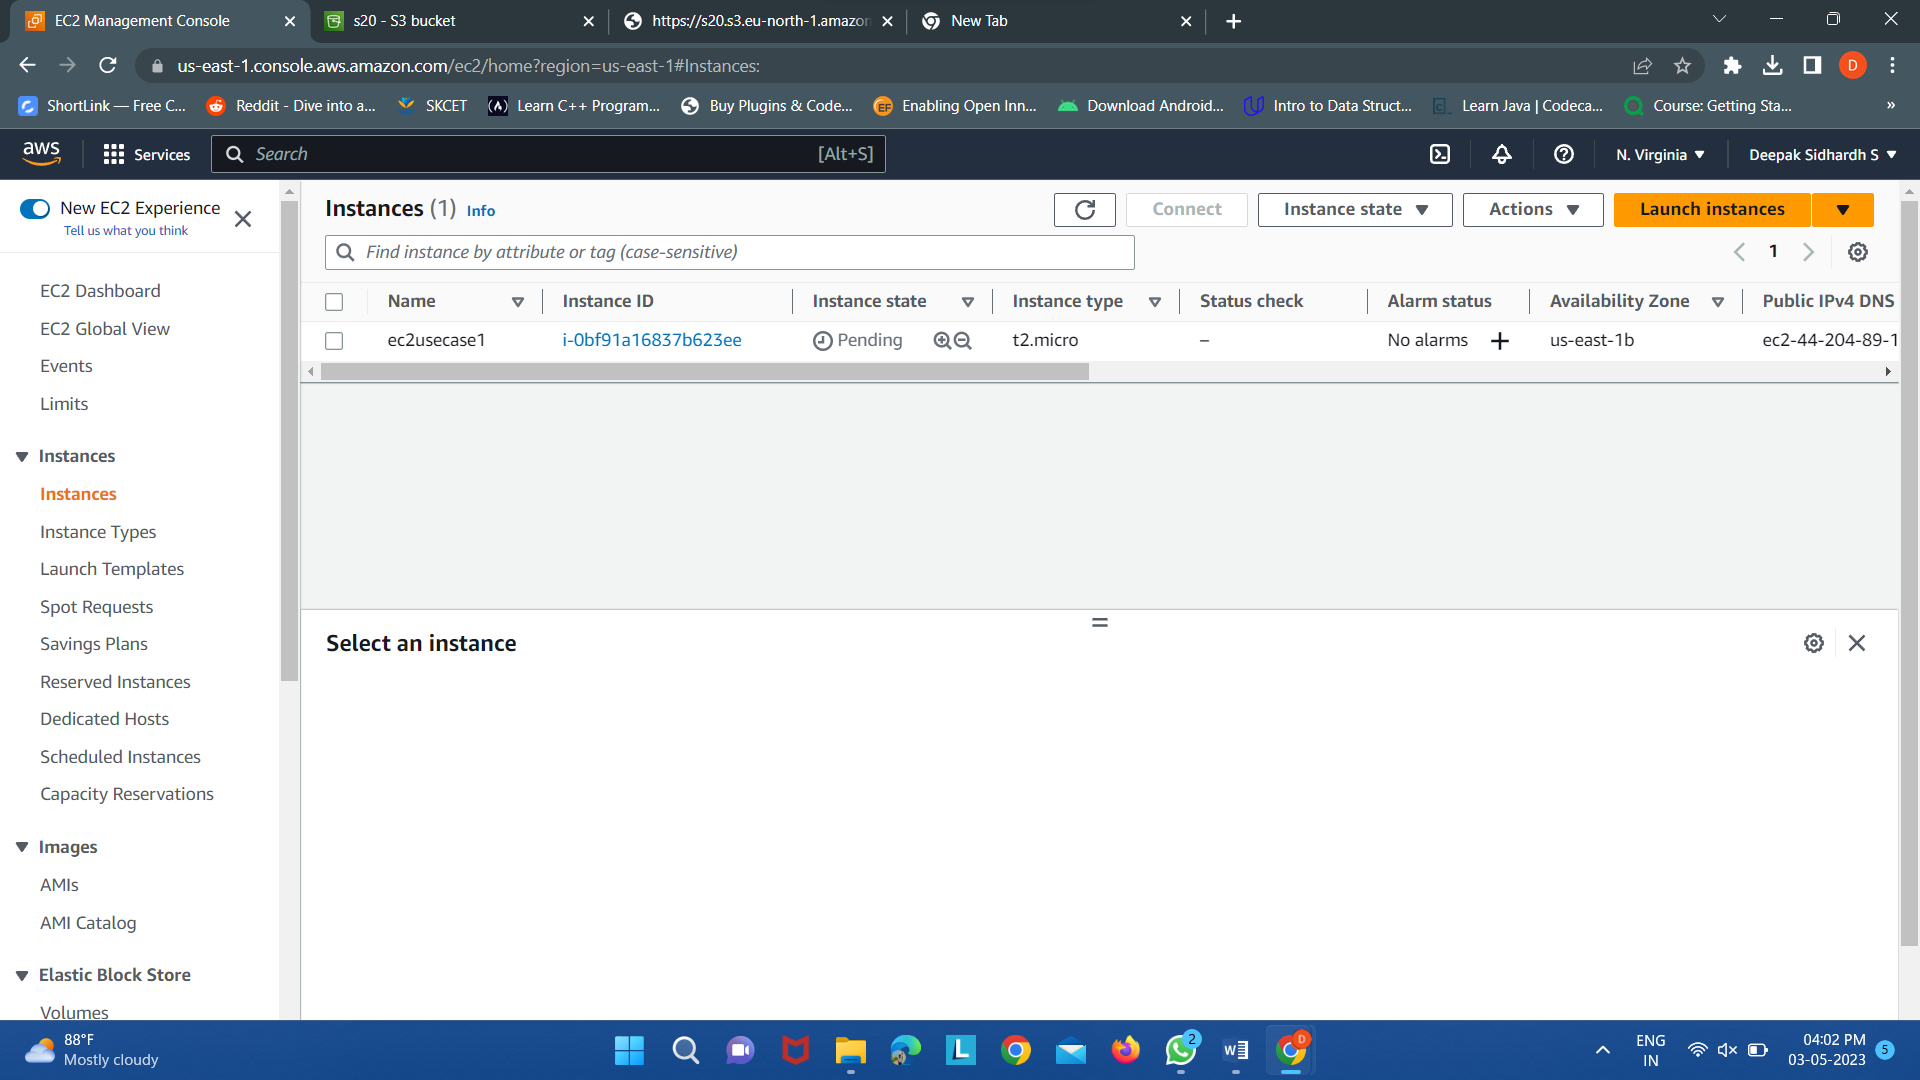 EC2 Management Console
s20 - S3 bucket
https://s20.s3.eu-north-1.amazon
New Tab
us-east-1.console.aws.amazon.com/ec2/home?region=us-east-1#Instances:
D
ShortLink — Free C...
Reddit - Dive into a...
SKCET
Learn C++ Program...
Buy Plugins & Code...
Enabling Open Inn...
Download Android...
Intro to Data Struct...
Learn Java | Codeca...
Course: Getting Sta...
»
aws
Services
Search
[Alt+S]
N. Virginia
Deepak Sidhardh S
New EC2 Experience
Tell us what you think
EC2 Dashboard
EC2 Global View
Events
Limits
Instances
Instances
Instance Types
Launch Templates
Spot Requests
Savings Plans
Reserved Instances
Dedicated Hosts
Scheduled Instances
Capacity Reservations
Images
AMIs
AMI Catalog
Elastic Block Store
Volumes
Instances (1) Info
Connect
Instance state
Actions
Launch instances
Find instance by attribute or tag (case-sensitive)
1
Name Instance ID Instance state Instance type Status check Alarm status Availability Zone Public IPv4 DNS
ec2usecase1 i-0bf91a16837b623ee Pending t2.micro – No alarms + us-east-1b ec2-44-204-89-1
Select an instance
88°F
Mostly cloudy
L
2
W
D
ENG
IN
04:02 PM
03-05-2023
5